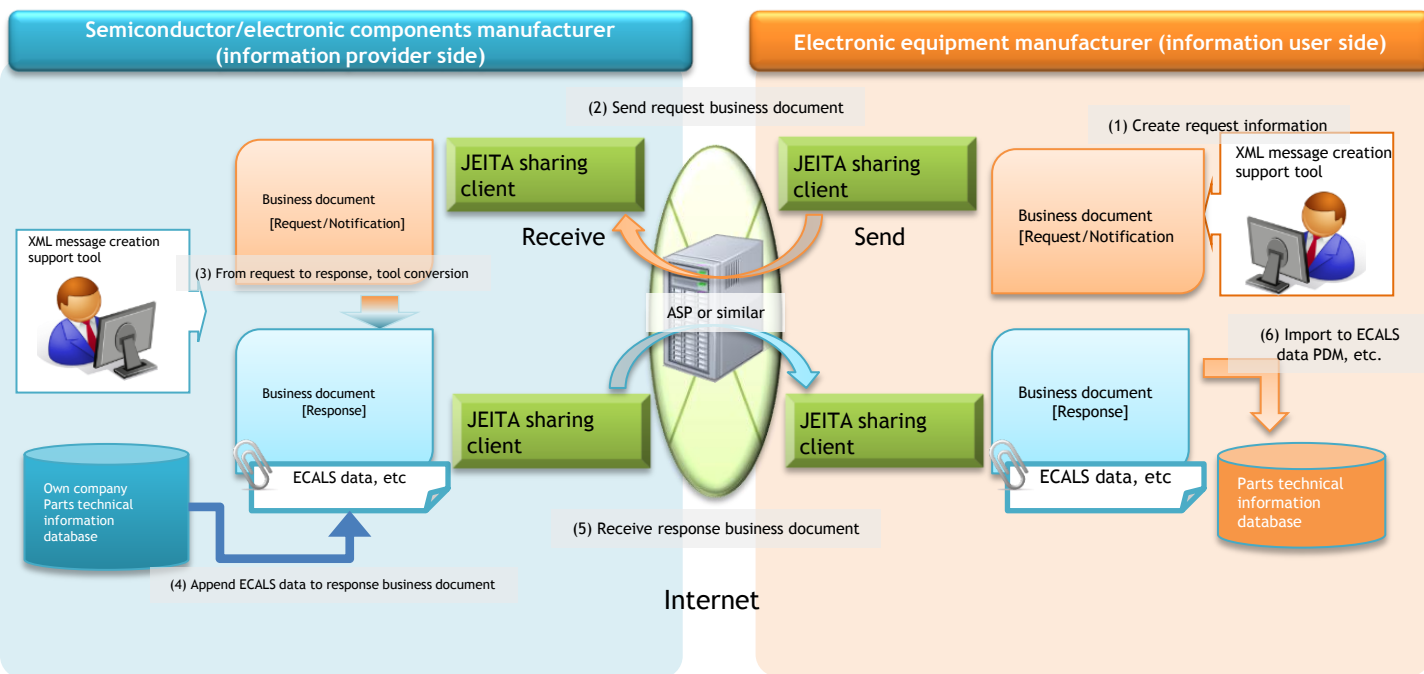 Semiconductor/electronic components manufacturer
(information provider side)
Electronic equipment manufacturer (information user side)
(2) Send request business document
(1) Create request information
JEITA sharing
client
JEITA sharing
client
XML message creation
support tool
Business document
[Request/Notification]
Business document
[Request/Notification
Receive
Send
XML message creation
support tool
(3) From request to response, tool conversion
ASP or similar
(6) Import to ECALS
data PDM, etc.
Business document
[Response]
Business document
[Response]
JEITA sharing
client
JEITA sharing
client
ECALS data, etc
ECALS data, etc
Own company
Parts technical
information
database
Parts technical
information
database
(5) Receive response business document
(4) Append ECALS data to response business document
Internet